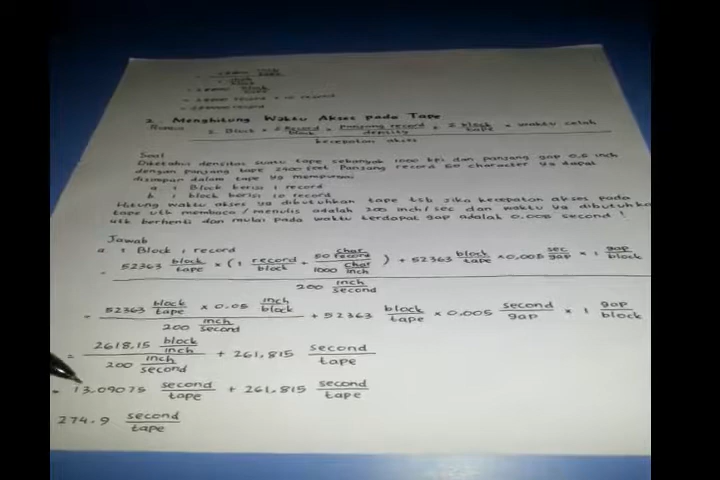 2. Menghitung Waktu Akses pada Tape
Rumus
kecepatan akses
Soal
Diketahui densitas suatu tape sebanyak 1000 bpi dan panjang gap 0.5 inch
dengan panjang tape 2400 feet. Panjang record 50 character yg dapat
disimpan dalam tape yg mempunyai
a. 1 Block berisi 1 record
b. 1 block berisi 10 record
Hitung waktu akses yg dibutuhkan tape tsb jika kecepatan akses pada
tape utk membaca / menulis adalah 200 inch/sec dan waktu yg dibutuhkan
utk berhenti dan mulai pada waktu terdapat gap adalah 0.005 second !
Jawab
a. 1 Block 1 record
= 52363 block/tape × (1 record/block ÷ 50 char/record / 1000 char/inch) + 52363 block/tape × 0.005 sec/gap × 1 gap/block
200 inch/second
= 52363 block/tape × 0.05 inch/block + 52363 block/tape × 0.005 second/gap × 1 gap/block
200 inch/second
= 2618,15 block/inch + 261,815 second/tape
200 inch/second
= 13.09075 second/tape + 261.815 second/tape
274.9 second/tape